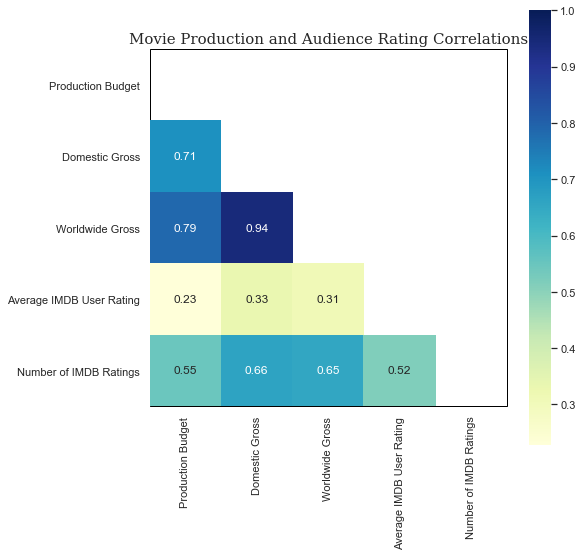 Movie Production and Audience Rating Correlations
1.0
0.9
0.8
0.7
0.6
0.5
0.4
0.3
Production Budget
Domestic Gross
0.71
Worldwide Gross
0.79 0.94
Average IMDB User Rating
0.23 0.33 0.31
Number of IMDB Ratings
0.55 0.66 0.65 0.52
Production Budget
Domestic Gross
Worldwide Gross
Average IMDB User Rating
Number of IMDB Ratings